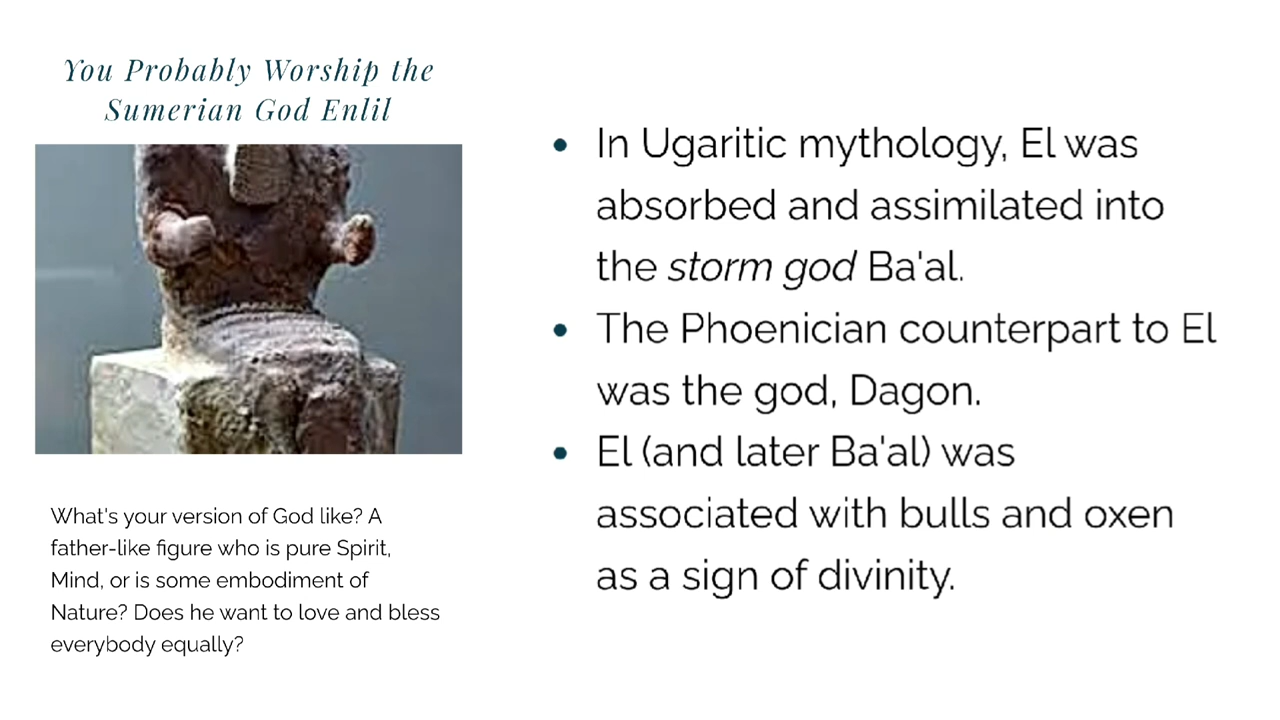 You Probably Worship the
Sumerian God Enlil
What's your version of God like? A
father-like figure who is pure Spirit,
Mind, or is some embodiment of
Nature? Does he want to love and bless
everybody equally?
• In Ugaritic mythology, El was
absorbed and assimilated into
the storm god Ba'al.
• The Phoenician counterpart to El
was the god, Dagon.
• El (and later Ba'al) was
associated with bulls and oxen
as a sign of divinity.